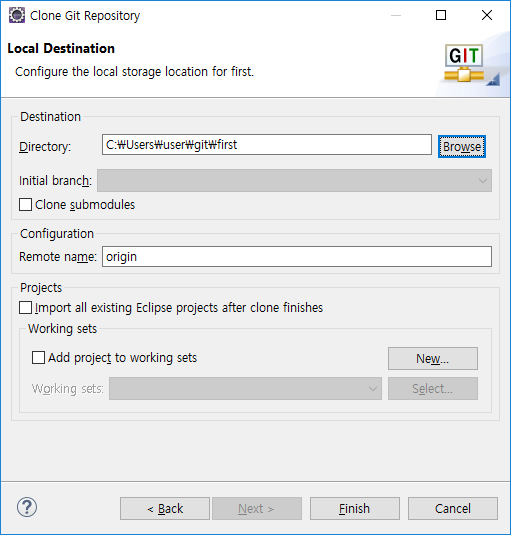 Clone Git Repository
Local Destination
Configure the local storage location for first.
GIT
Destination
Directory:
C:₩Users₩user₩git₩first
Browse
Initial branch:
Clone submodules
Configuration
Remote name:
origin
Projects
Import all existing Eclipse projects after clone finishes
Working sets
Add project to working sets
New...
Working sets:
Select...
?
< Back
Next >
Finish
Cancel